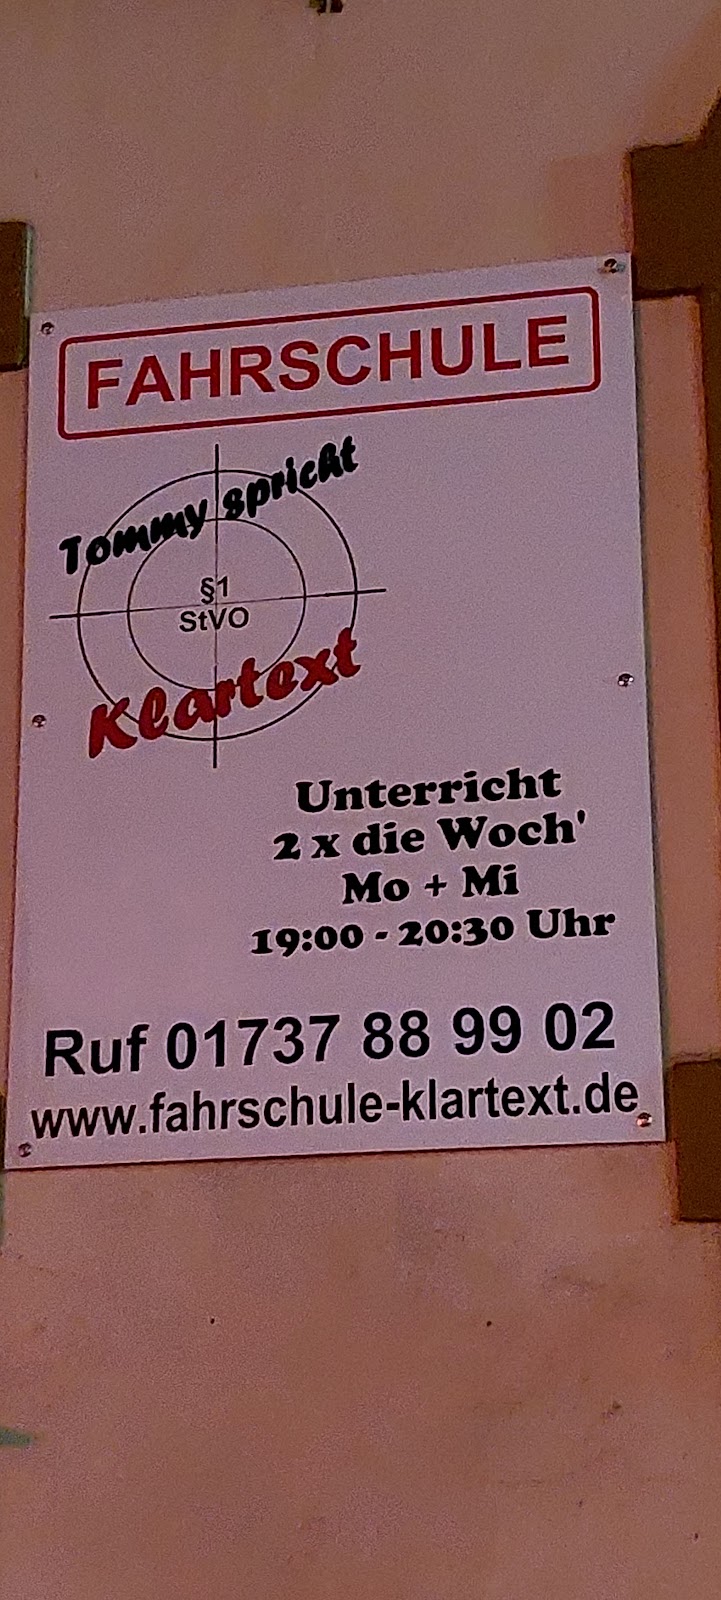 FAHRSCHULE
Tommy spricht
§1
StVO
Klartext
Unterricht
2 x die Woch'
Mo + Mi
19:00 - 20:30 Uhr
Ruf 01737 88 99 02
www.fahrschule-klartext.de